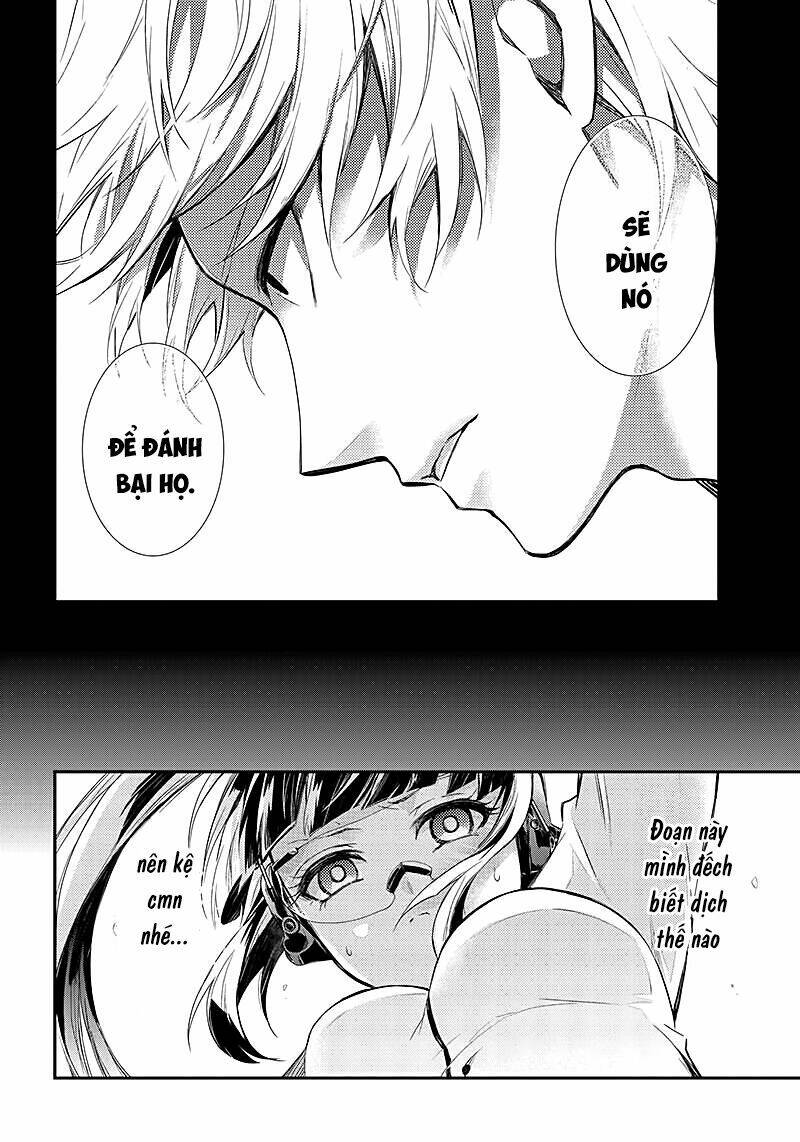 SẼ
DÙNG
NÓ
ĐỂ ĐÁNH
BẠI HỌ.
Đoạn này
mình đếch
biết dịch
thế nào
nên kệ
cmn
nhé...